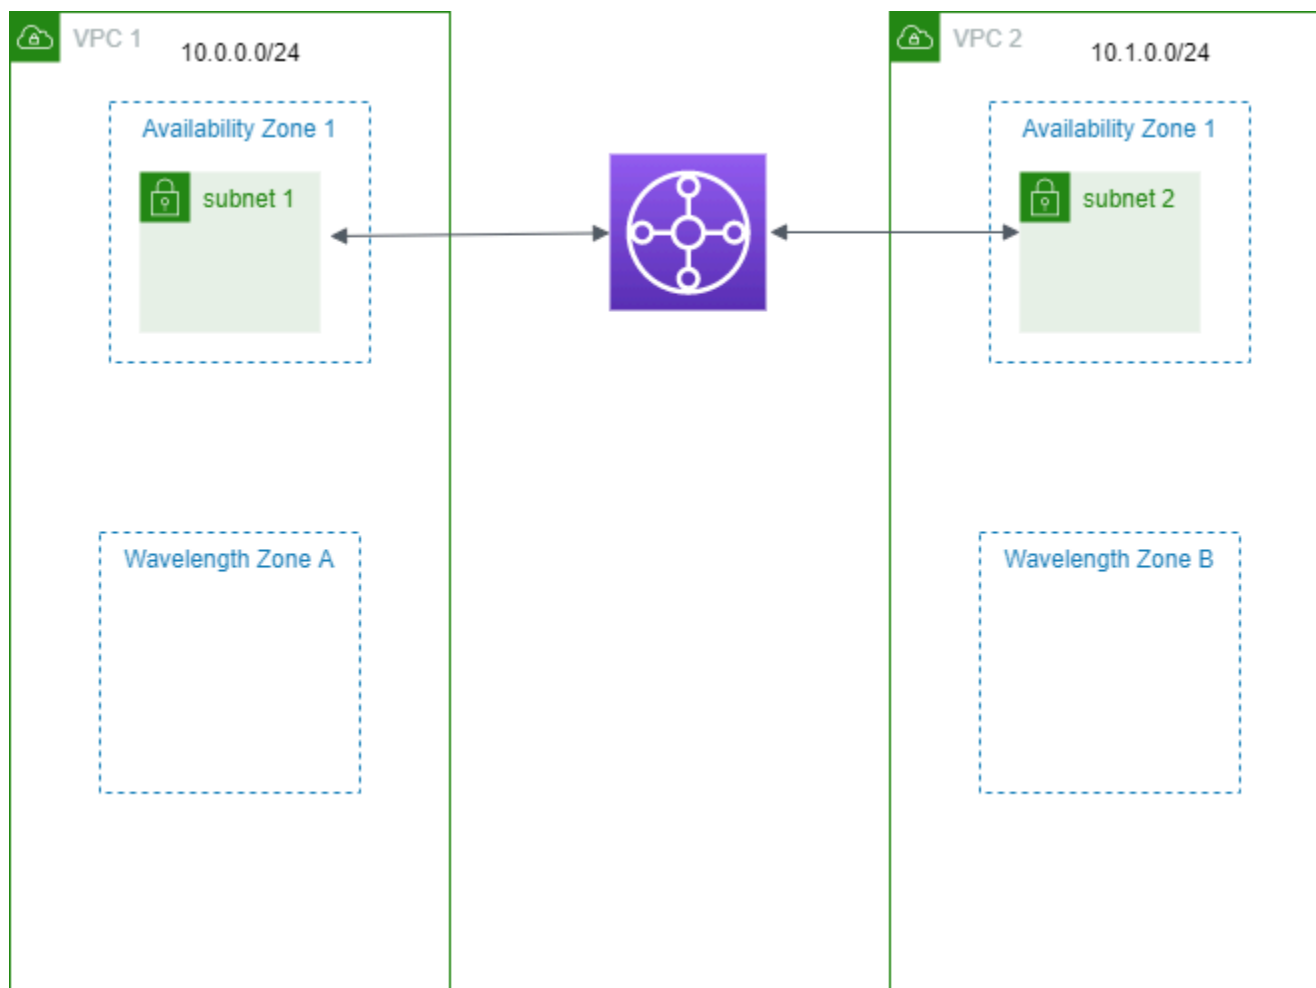 VPC 1
10.0.0.0/24
Availability Zone 1
subnet 1
Wavelength Zone A
VPC 2
10.1.0.0/24
Availability Zone 1
subnet 2
Wavelength Zone B